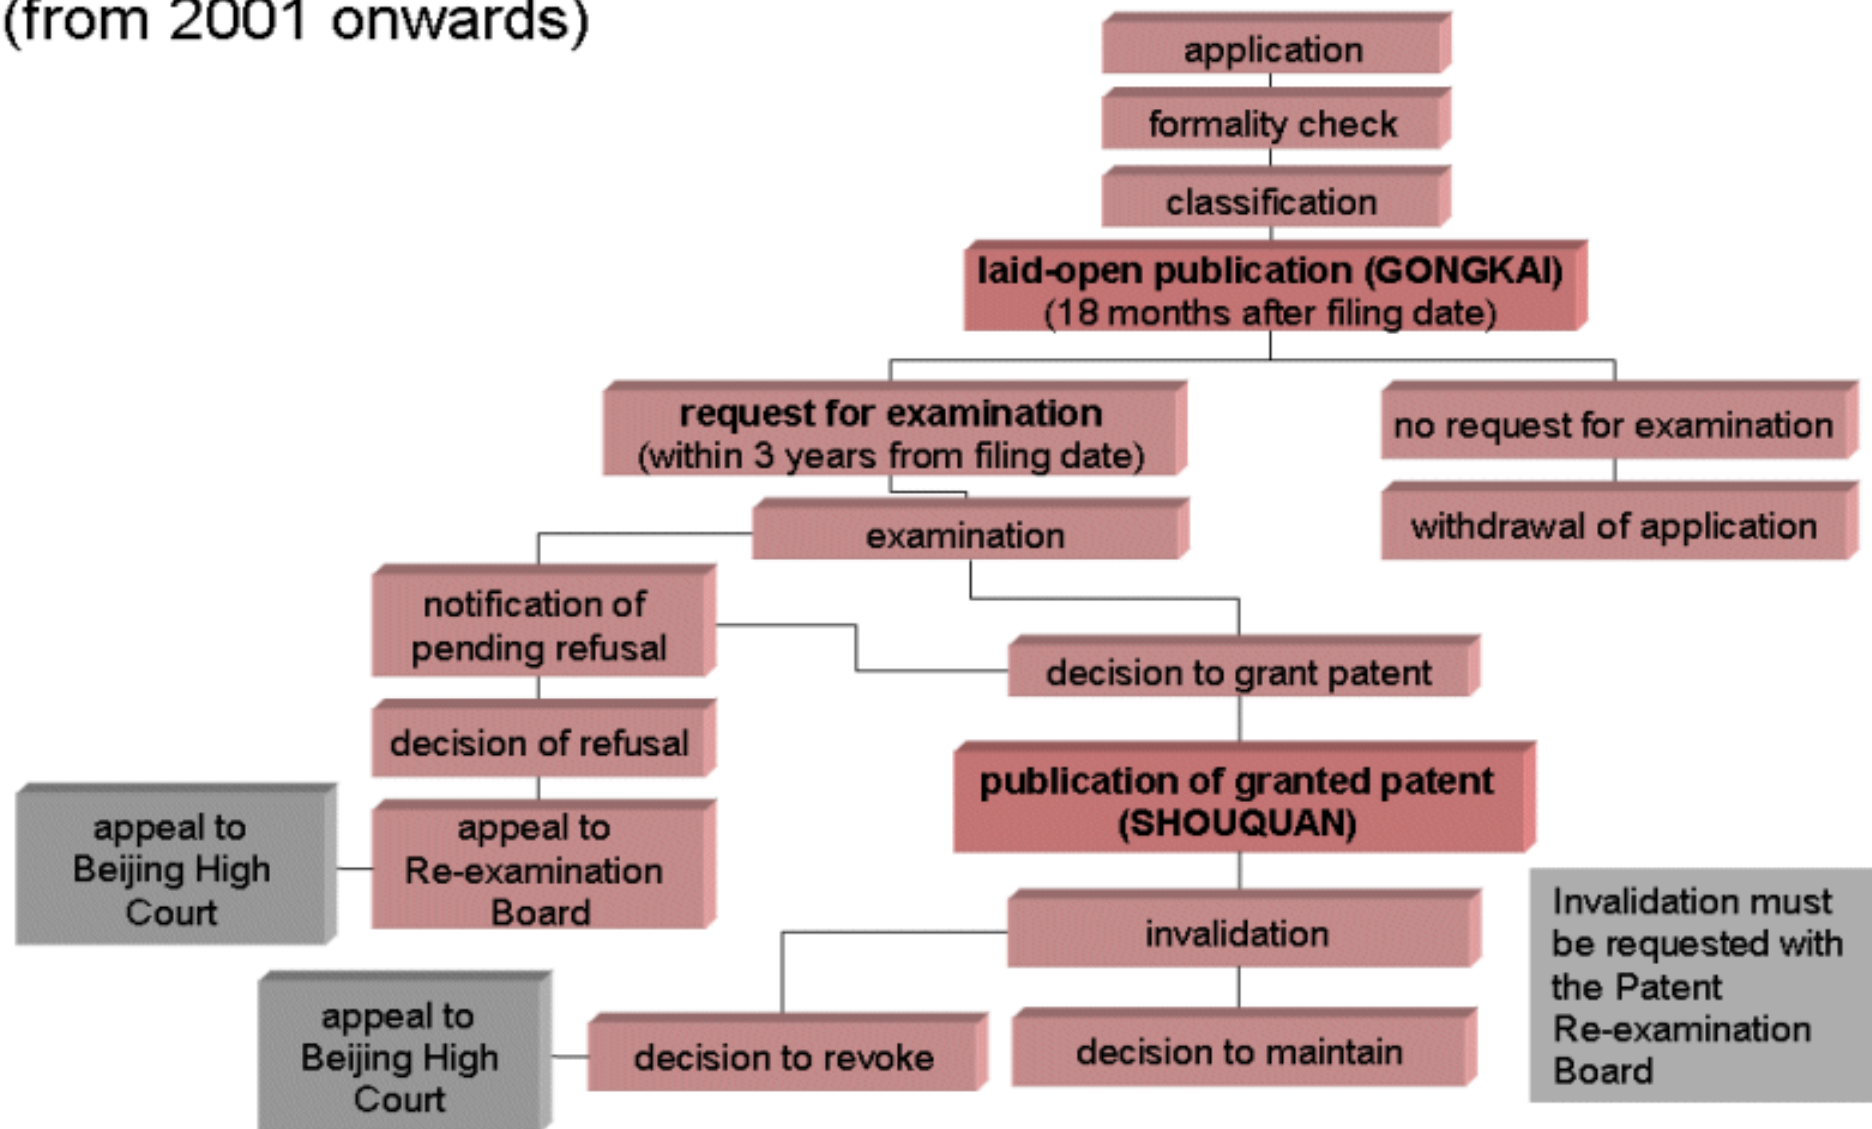 (from 2001 onwards)
application
formality check
classification
laid-open publication (GONGKAI)
(18 months after filing date)
request for examination
(within 3 years from filing date)
no request for examination
examination
withdrawal of application
notification of
pending refusal
decision to grant patent
decision of refusal
publication of granted patent
(SHOUQUAN)
appeal to
Beijing High
Court
appeal to
Re-examination
Board
invalidation
Invalidation must
be requested with
the Patent
Re-examination
Board
appeal to
Beijing High
Court
decision to revoke
decision to maintain